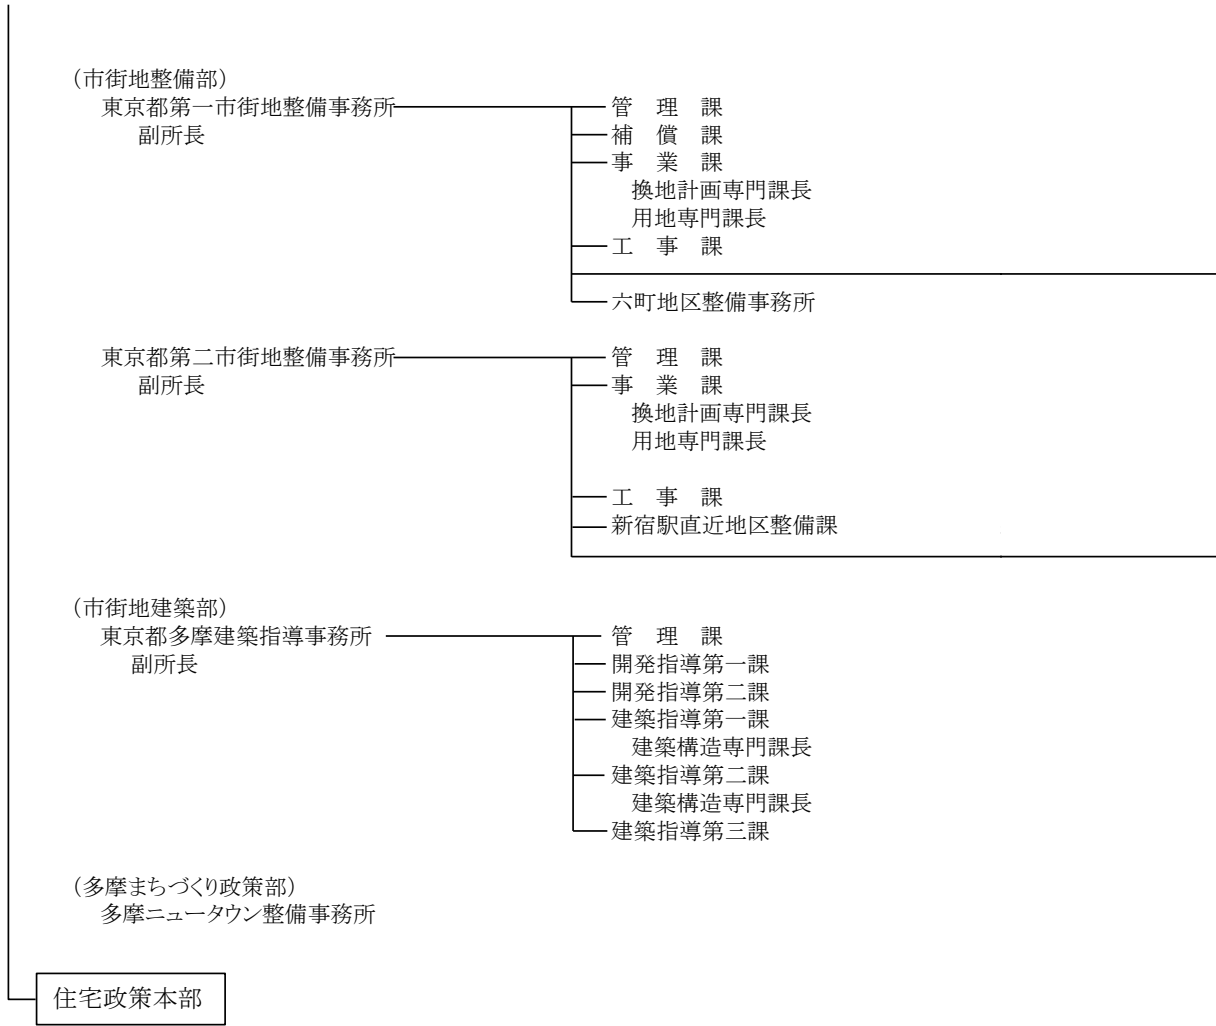 （市街地整備部）
東京都第一市街地整備事務所
副所長
管　理　課
補　償　課
事　業　課
換地計画専門課長
用地専門課長
工　事　課
六町地区整備事務所
東京都第二市街地整備事務所
副所長
管　理　課
事　業　課
換地計画専門課長
用地専門課長
工　事　課
新宿駅直近地区整備課
（市街地建築部）
東京都多摩建築指導事務所
副所長
管　理　課
開発指導第一課
開発指導第二課
建築指導第一課
建築構造専門課長
建築指導第二課
建築構造専門課長
建築指導第三課
（多摩まちづくり政策部）
多摩ニュータウン整備事務所
住宅政策本部